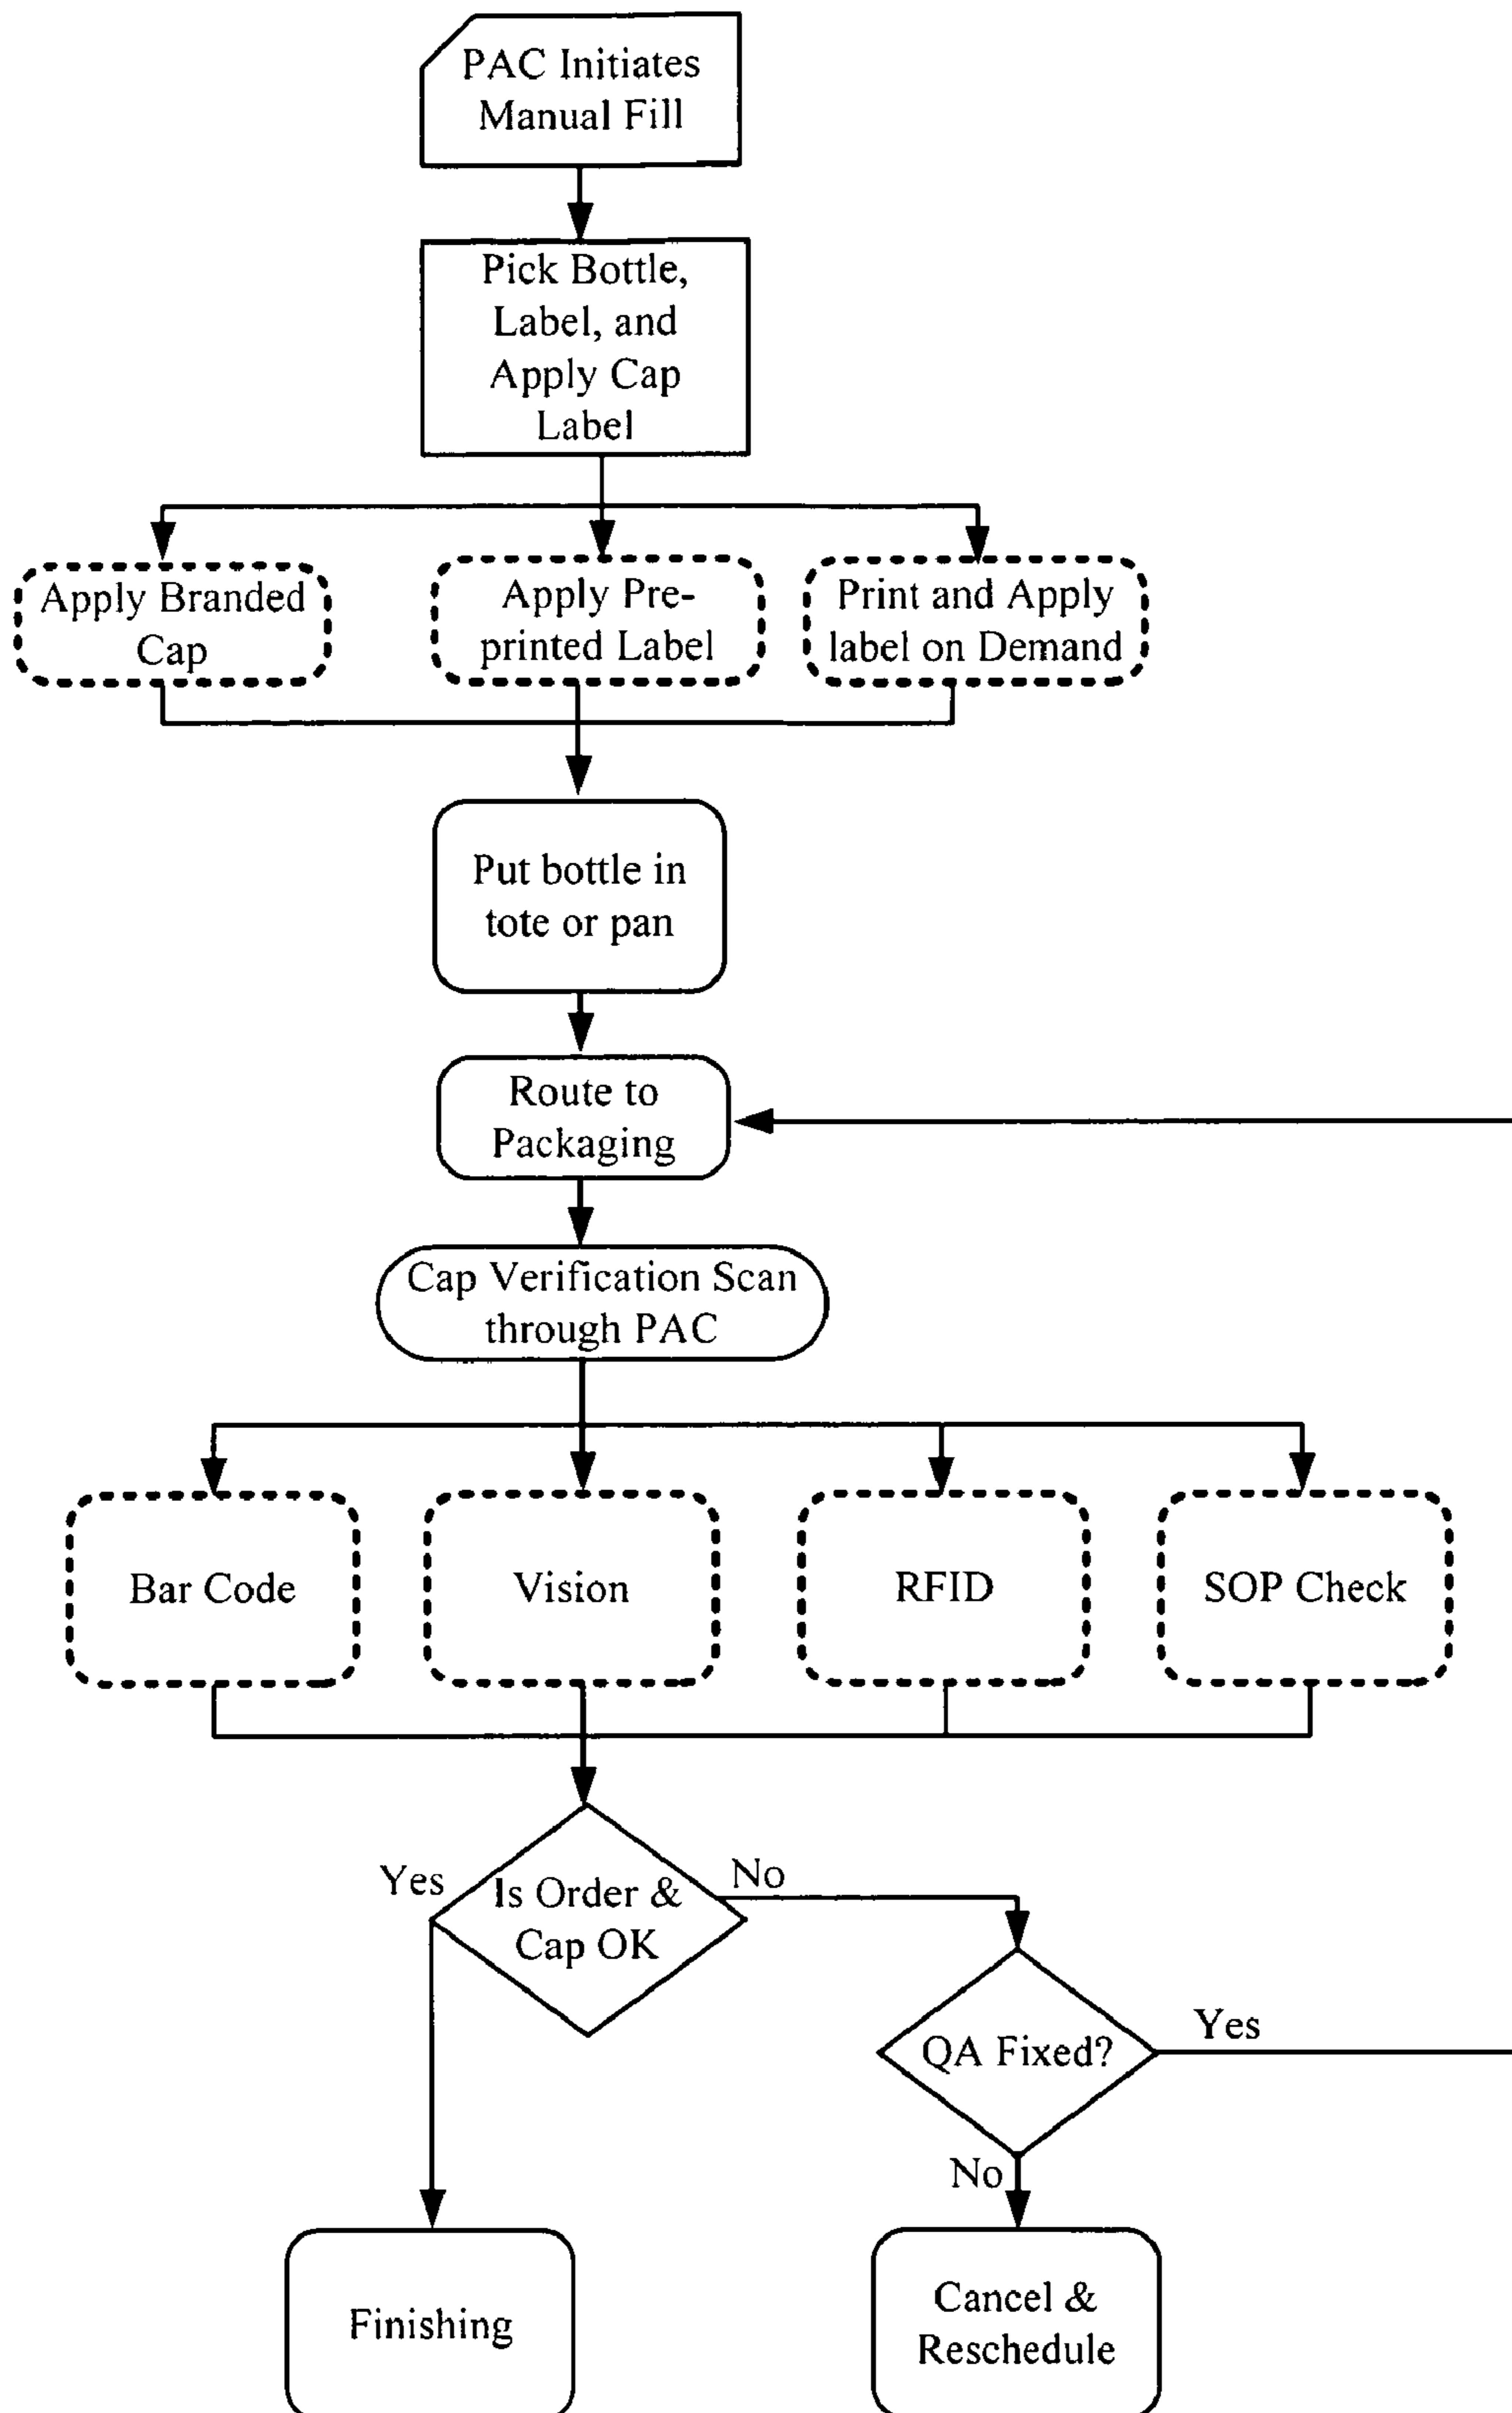 PAC Initiates
Manual Fill
Pick Bottle,
Label, and
Apply Cap
Label
Apply Branded
Cap
Apply Pre-
printed Label
Print and Apply
label on Demand
Put bottle in
tote or pan
Route to
Packaging
Cap Verification Scan
through PAC
Bar Code
Vision
RFID
SOP Check
Yes
Is Order &
Cap OK
No
QA Fixed?
Yes
No
Finishing
Cancel &
Reschedule